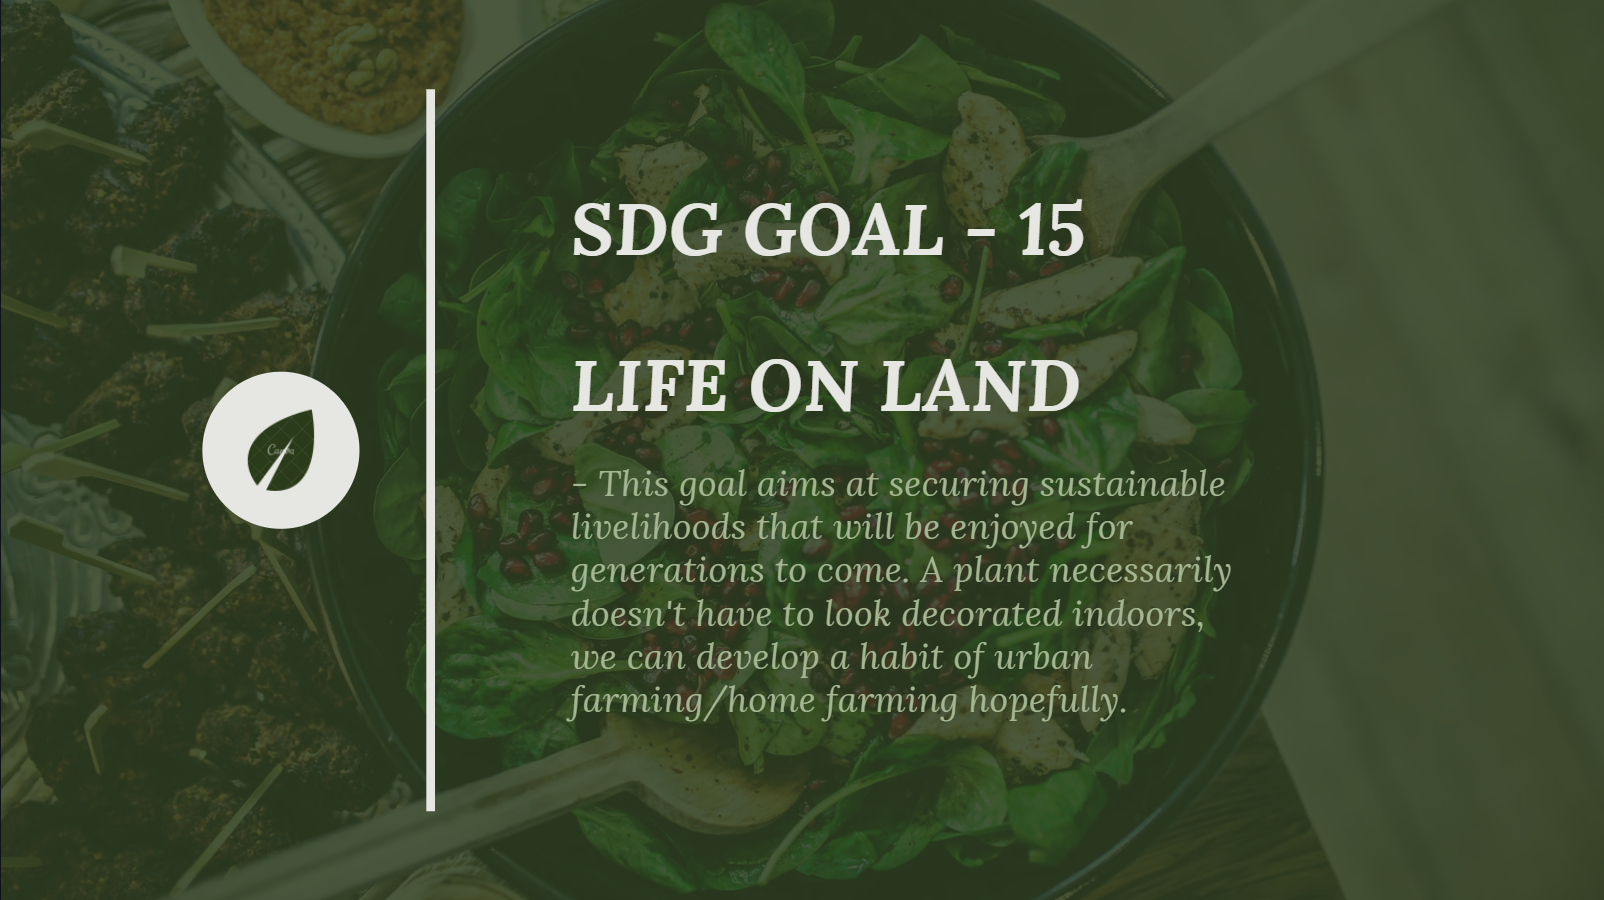 SDG GOAL - 15
LIFE ON LAND
- This goal aims at securing sustainable
livelihoods that will be enjoyed for
generations to come. A plant necessarily
doesn't have to look decorated indoors,
we can develop a habit of urban
farming/home farming hopefully.
Canva